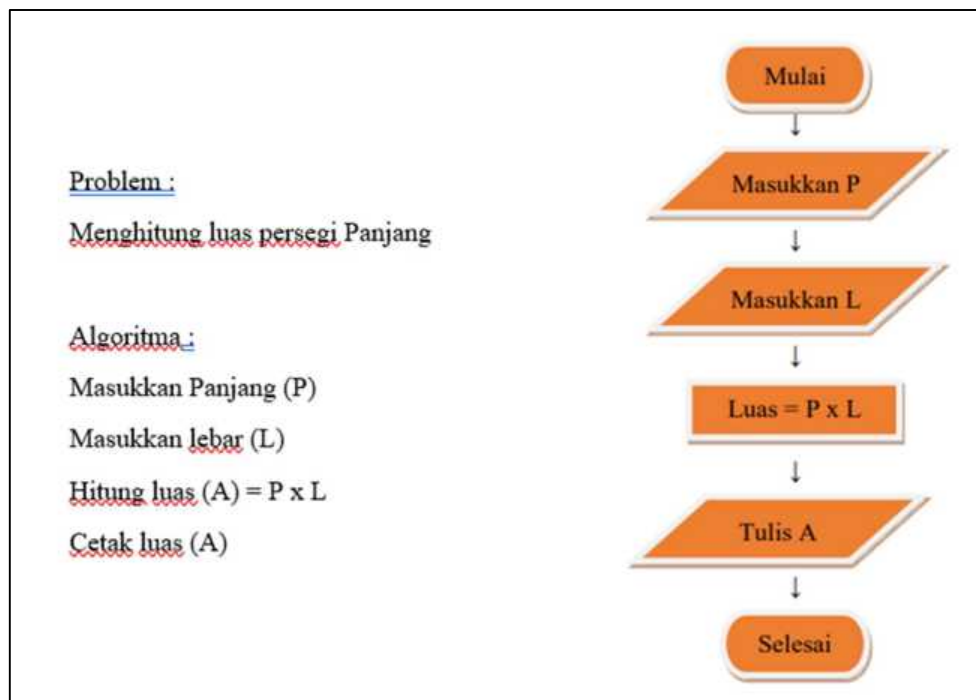 Problem :
Menghitung luas persegi Panjang
Algoritma :
Masukkan Panjang (P)
Masukkan lebar (L)
Hitung luas (A) = P x L
Cetak luas (A)
Mulai
Masukkan P
Masukkan L
Luas = P x L
Tulis A
Selesai